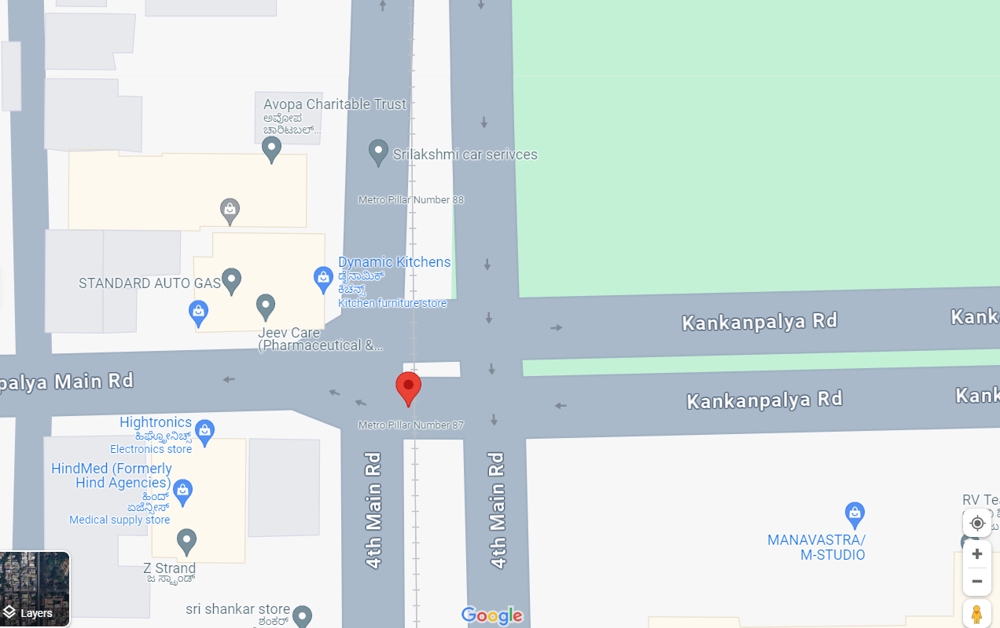 Avopa Charitable Trust
ಅವೋಪ
ಚಾರಿಟಬಲ್...
Srilakshmi car serivces
Metro Pillar Number 88
Dynamic Kitchens
ಡೈನಾಮಿಕ್
ಕಿಚನ್ಸ್
Kitchen furniture store
STANDARD AUTO GAS
Jeev Care
(Pharmaceutical &...
Kankanpalya Rd
Kank
palya Main Rd
Kankanpalya Rd
Kank
Metro Pillar Number 87
Hightronics
ಹಿಘ್ತ್ರೋನಿಚ್ಸ್
Electronics store
HindMed (Formerly
Hind Agencies)
ಹಿಂದ್
ಏಜೆನ್ಸೀಸ್
Medical supply store
4th Main Rd
4th Main Rd
RV Tea
MANAVASTRA/
M-STUDIO
Z Strand
ಜ ಸ್ಟ್ರಾಂಡ್
sri shankar store
ಶಂಕರ್
Layers
Google